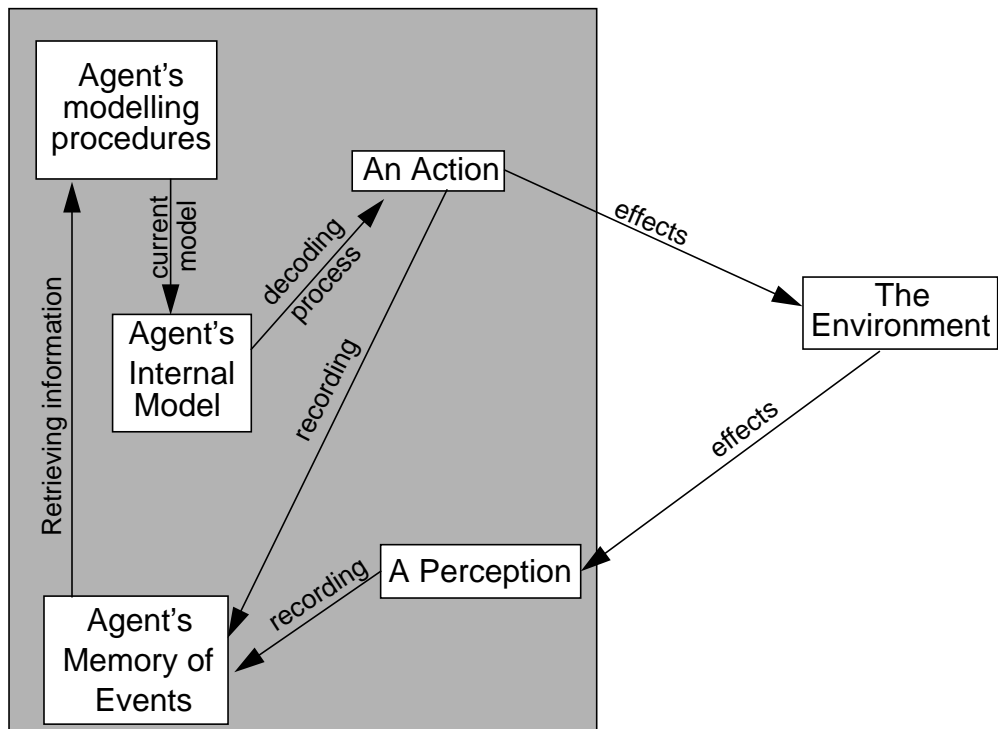 Agent's
modelling
procedures
An Action
effects
current
model
decoding
process
The
Environment
Agent's
Internal
Model
recording
Retrieving information
effects
A Perception
recording
Agent's
Memory of
Events